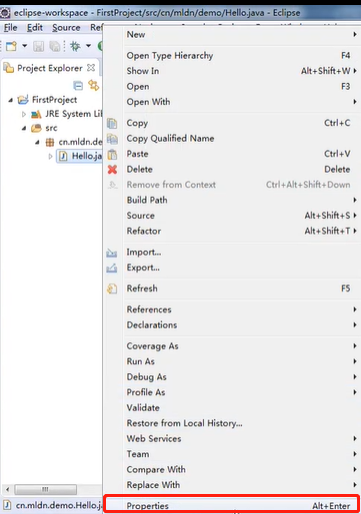 eclipse-workspace - FirstProject/src/cn/mldn/demo/Hello.java - Eclipse
File Edit
New
Project Explorer
Open Type Hierarchy F4
Show In Alt+Shift+W
Open F3
Open With
FirstProject
JRE System Lib
src
cn.mldn.de
Hello.ja
Copy Ctrl+C
Copy Qualified Name
Paste Ctrl+V
Delete Delete
Remove from Context Ctrl+Alt+Shift+Down
Build Path
Source Alt+Shift+S
Refactor Alt+Shift+T
Import...
Export...
Refresh F5
References
Declarations
Coverage As
Run As
Debug As
Profile As
Validate
Restore from Local History...
Web Services
Team
Compare With
Replace With
cn.mldn.demo.Hello.ja
Properties Alt+Enter